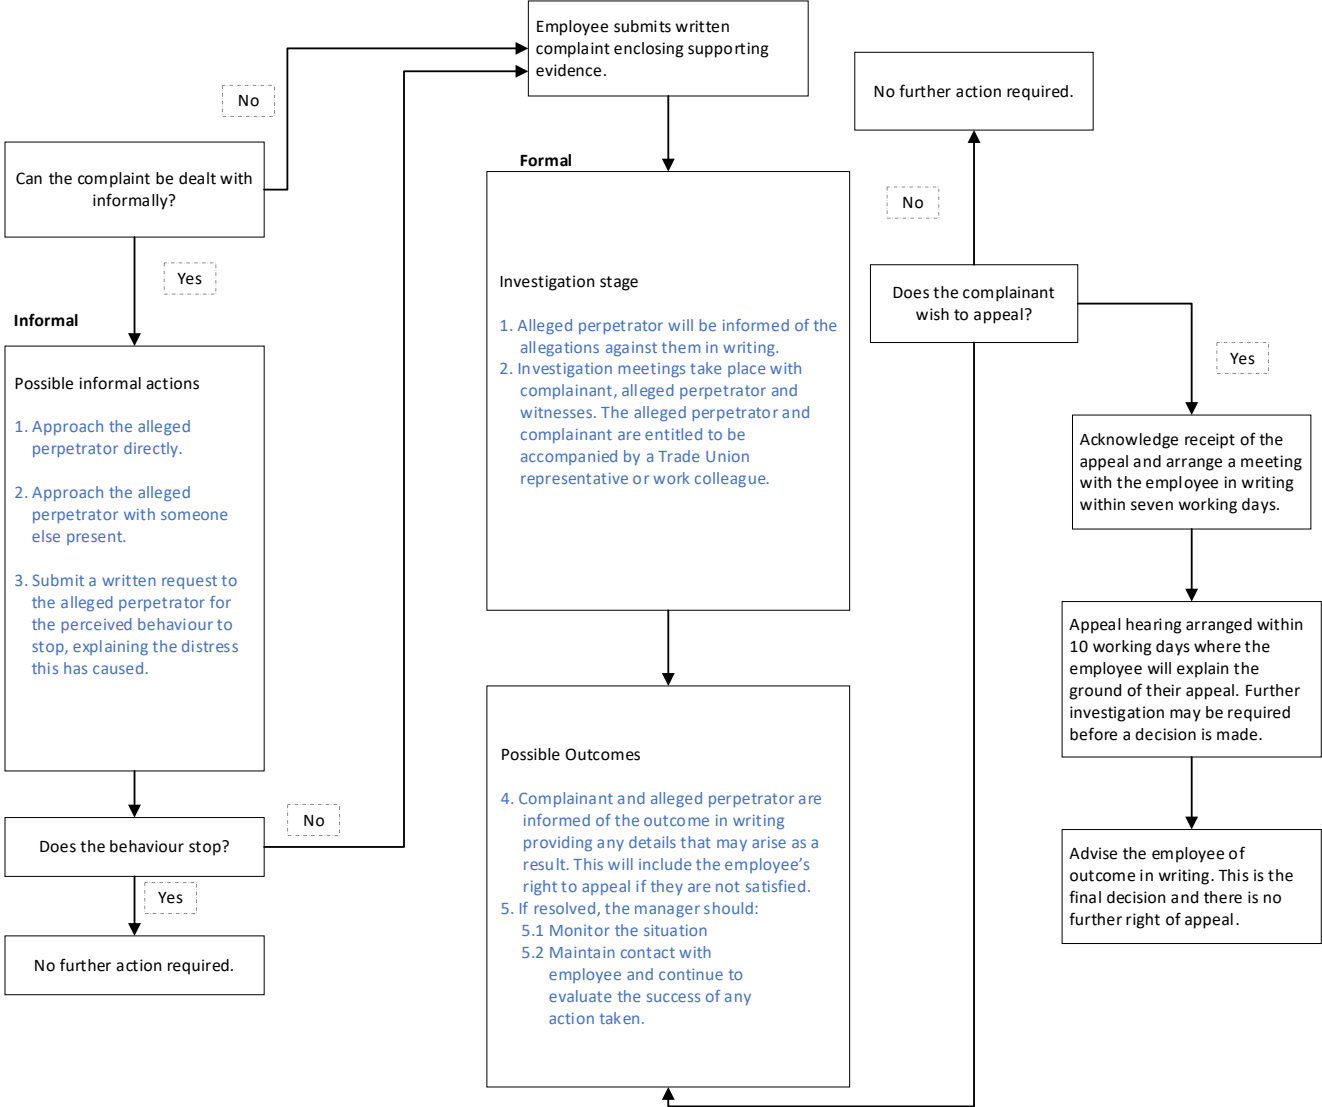 Can the complaint be dealt with
informally?
No
Yes
Informal
Possible informal actions
1. Approach the alleged
perpetrator directly.
2. Approach the alleged
perpetrator with someone
else present.
3. Submit a written request to
the alleged perpetrator for
the perceived behaviour to
stop, explaining the distress
this has caused.
Does the behaviour stop?
No
Yes
No further action required.
Employee submits written
complaint enclosing supporting
evidence.
Formal
Investigation stage
1. Alleged perpetrator will be informed of the
allegations against them in writing.
2. Investigation meetings take place with
complainant, alleged perpetrator and
witnesses. The alleged perpetrator and
complainant are entitled to be
accompanied by a Trade Union
representative or work colleague.
Possible Outcomes
4. Complainant and alleged perpetrator are
informed of the outcome in writing
providing any details that may arise as a
result. This will include the employee’s
right to appeal if they are not satisfied.
5. If resolved, the manager should:
5.1 Monitor the situation
5.2 Maintain contact with
employee and continue to
evaluate the success of any
action taken.
No further action required.
No
Does the complainant
wish to appeal?
Yes
Acknowledge receipt of the
appeal and arrange a meeting
with the employee in writing
within seven working days.
Appeal hearing arranged within
10 working days where the
employee will explain the
ground of their appeal. Further
investigation may be required
before a decision is made.
Advise the employee of
outcome in writing. This is the
final decision and there is no
further right of appeal.